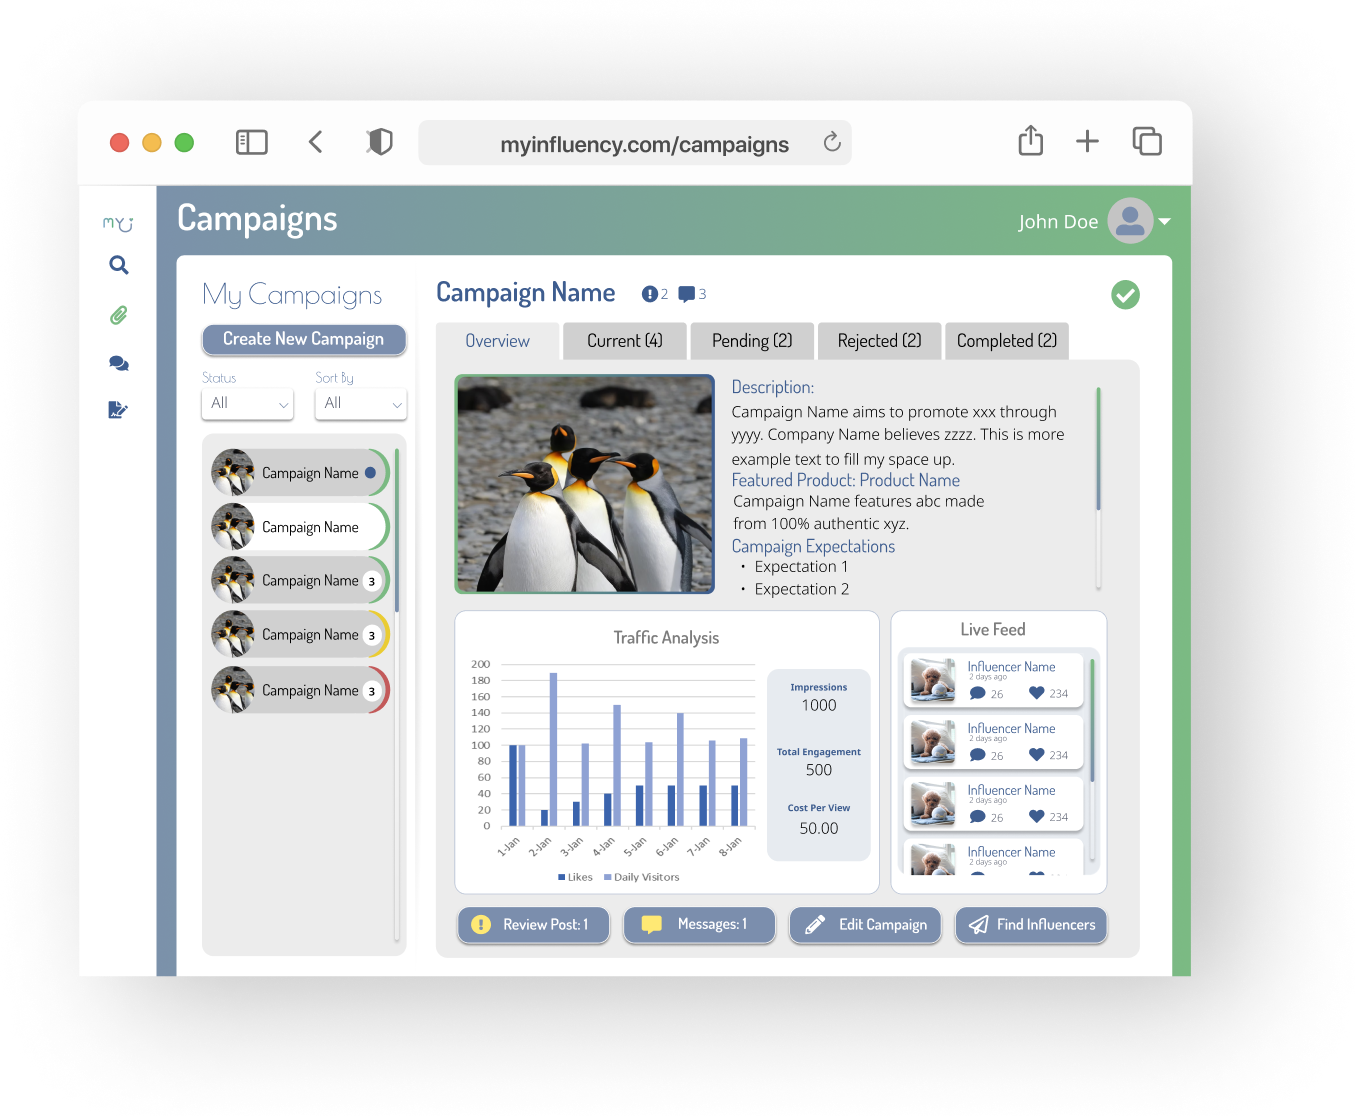 myinfluency.com/campaigns
MYU
Campaigns
John Doe
My Campaigns
Create New Campaign
Status
Sort By
All
All
Campaign Name
Campaign Name
Campaign Name 3
Campaign Name 3
Campaign Name 3
Campaign Name 2 3
Overview
Current (4)
Pending (2)
Rejected (2)
Completed (2)
Description:
Campaign Name aims to promote xxx through
yyyy. Company Name believes zzzz. This is more
example text to fill my space up.
Featured Product: Product Name
Campaign Name features abc made
from 100% authentic xyz.
Campaign Expectations
• Expectation 1
• Expectation 2
Traffic Analysis
200
180
160
140
120
100
80
60
40
20
0
1-Jan
2-Jan
3-Jan
4-Jan
5-Jan
6-Jan
7-Jan
8-Jan
Likes
Daily Visitors
Impressions
1000
Total Engagement
500
Cost Per View
50.00
Live Feed
Influencer Name
2 days ago
26 234
Influencer Name
2 days ago
26 234
Influencer Name
2 days ago
26 234
Influencer Name
2 days ago
Review Post: 1
Messages: 1
Edit Campaign
Find Influencers